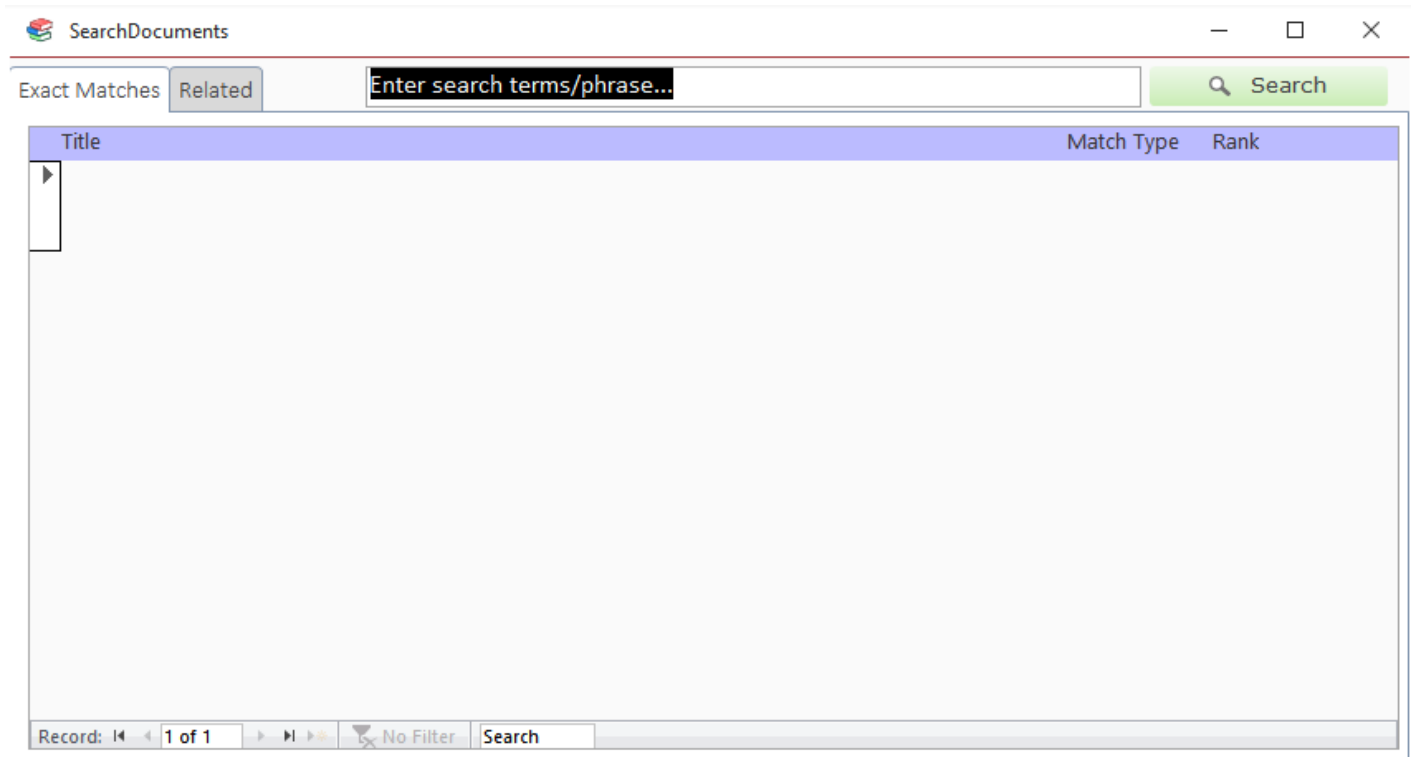 SearchDocuments
Exact Matches Related Enter search terms/phrase... Search
Title Match Type Rank
Record: 1 of 1 No Filter Search